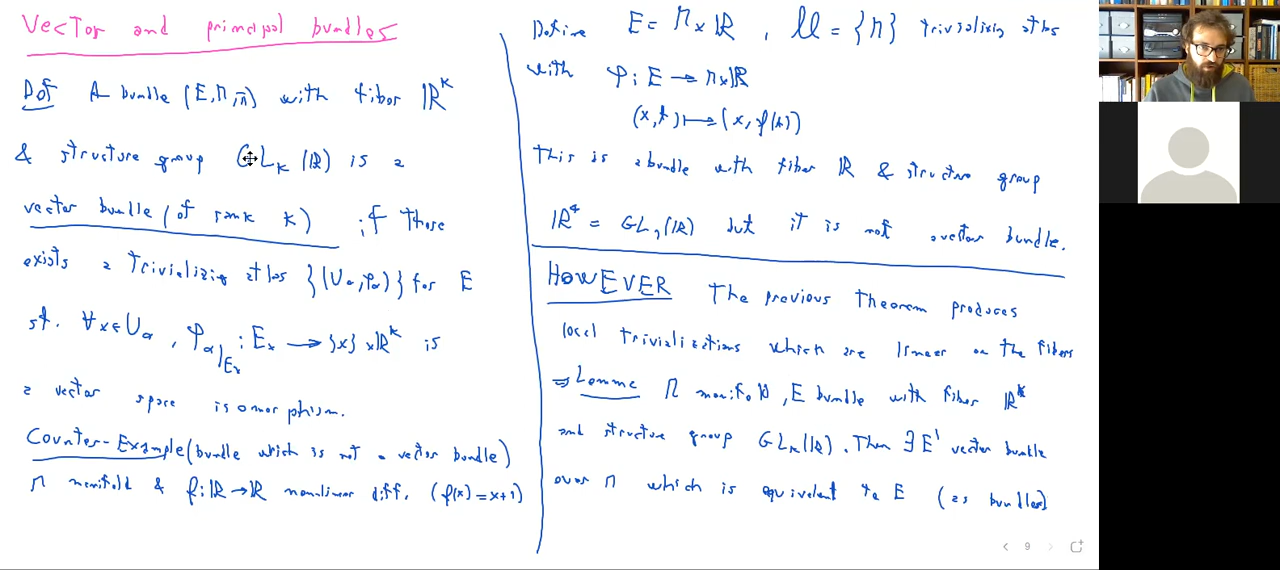 Vector and principal bundles
Def A bundle (E, M, π) with fiber ℝ^k
& structure group GL_k(ℝ) is a
vector bundle (of rank k) if there
exists a trivializing atlas {(U_α, φ_α)} for E
st. ∀x∈U_α, φ_α|_{E_x} : E_x → {x}×ℝ^k is
a vector space isomorphism.
Counter-Example (bundle which is not a vector bundle)
M manifold & f: ℝ→ℝ nonlinear diff. (f(x)=x+1)
Define E = M×ℝ, 𝒰 = {M} trivializing atlas
with φ: E → M×ℝ
(x,t) ↦ (x, f(t))
This is a bundle with fiber ℝ & structure group
ℝ* = GL_1(ℝ) but it is not a vector bundle.
HOWEVER The previous Theorem produces
local trivializations which are linear on the fibers
⇒ Lemma M manifold, E bundle with fiber ℝ^k
and structure group GL_k(ℝ). Then ∃ E' vector bundle
over M which is equivalent to E (as bundles)
9